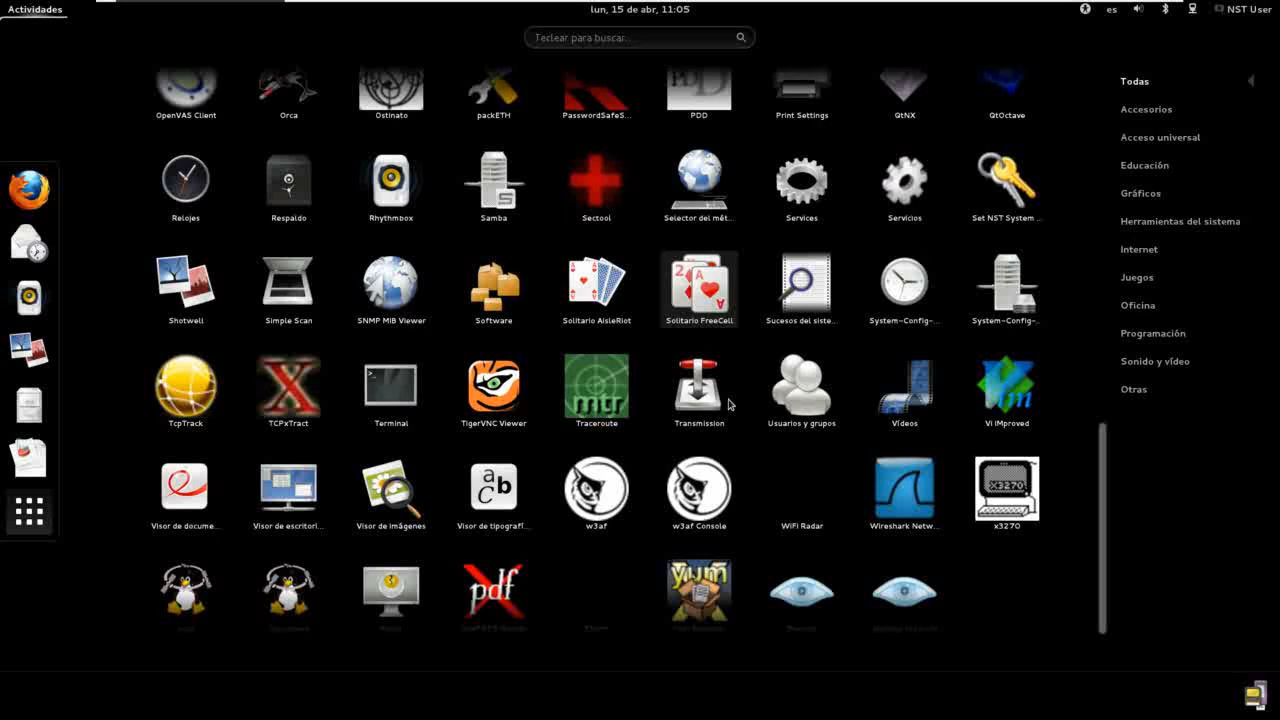 Actividades
lun, 15 de abr, 11:05
es
NST User
Teclear para buscar...
PDD
OpenVAS Client
Orca
Ostinato
packETH
PasswordSafeS...
PDD
Print Settings
QtNX
QtOctave
Relojes
Respaldo
Rhythmbox
Samba
Sectool
Selector del mét...
Services
Servicios
Set NST System ...
Shotwell
Simple Scan
SNMP MIB Viewer
Software
Solitario AisleRiot
Solitario FreeCell
Sucesos del siste...
System-Config-...
System-Config-...
mtr
TcpTrack
TCPxTract
Terminal
TigerVNC Viewer
Traceroute
Transmission
Usuarios y grupos
Vídeos
Vi IMproved
X3270
Visor de docume...
Visor de escritori...
Visor de imágenes
Visor de tipografí...
w3af
w3af Console
WiFi Radar
Wireshark Netw...
x3270
pdf
yum
Todas
Accesorios
Acceso universal
Educación
Gráficos
Herramientas del sistema
Internet
Juegos
Oficina
Programación
Sonido y vídeo
Otras